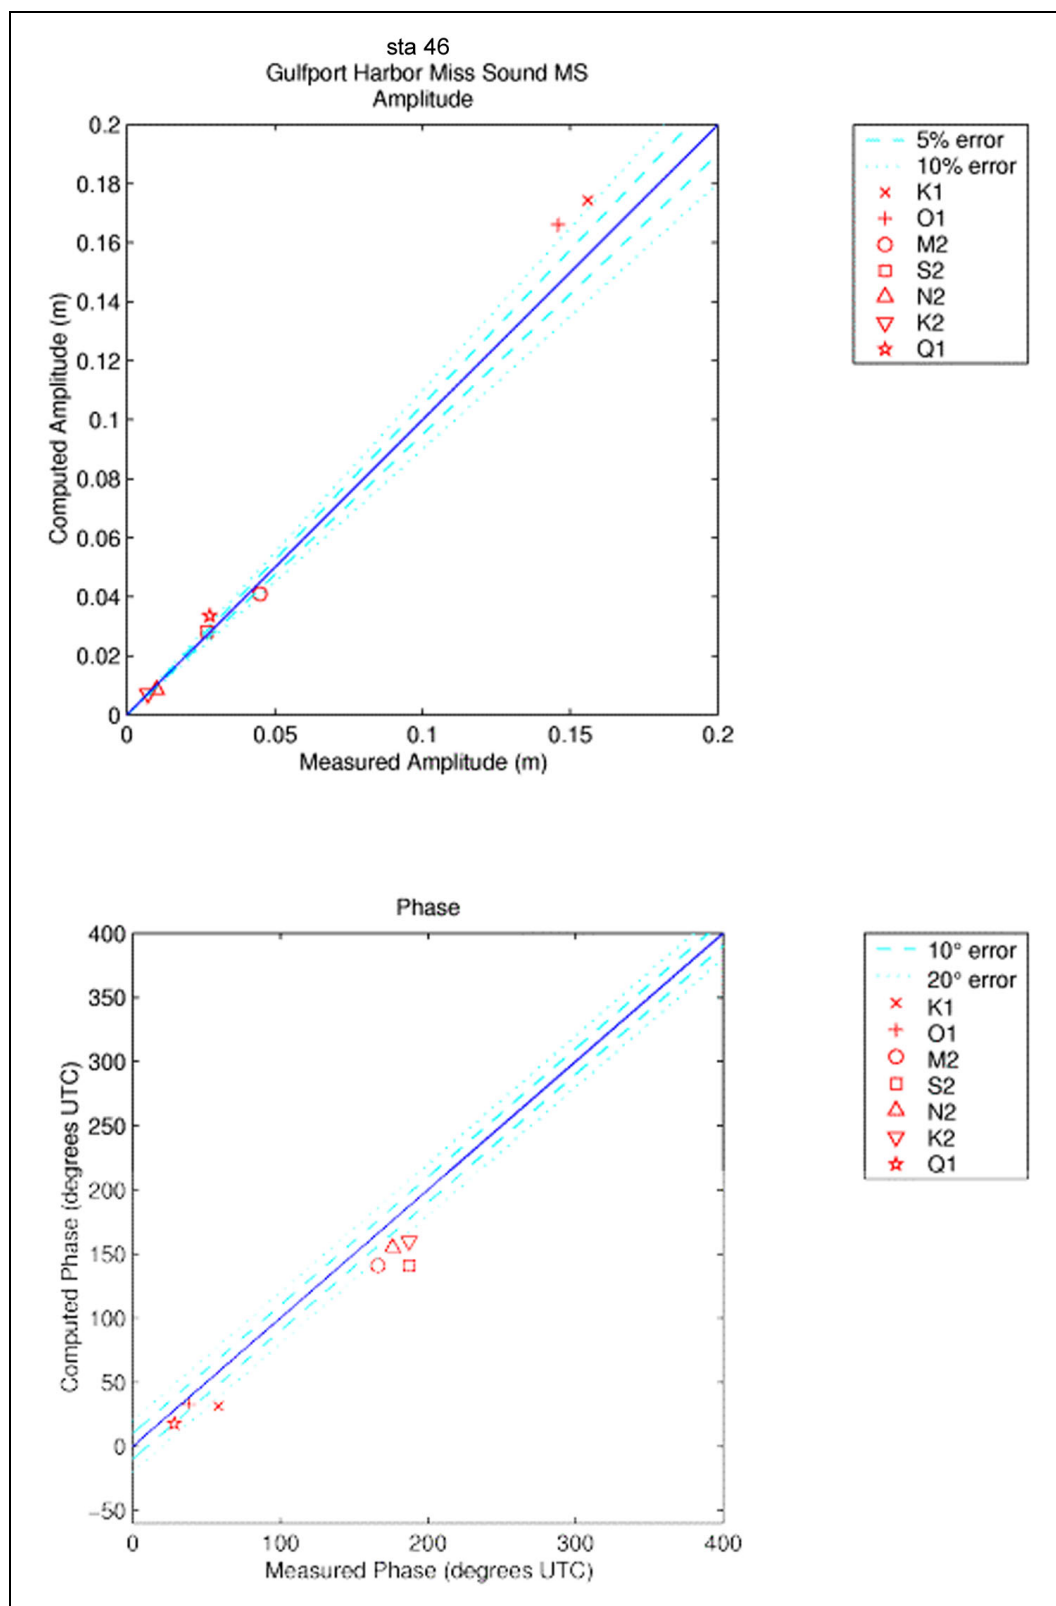 sta 46
Gulfport Harbor Miss Sound MS
Amplitude
0.2
0.18
0.16
0.14
0.12
0.1
0.08
0.06
0.04
0.02
0
Computed Amplitude (m)
0 0.05 0.1 0.15 0.2
Measured Amplitude (m)
5% error
10% error
K1
O1
M2
S2
N2
K2
Q1
Phase
400
350
300
250
200
150
100
50
0
−50
Computed Phase (degrees UTC)
0 100 200 300 400
Measured Phase (degrees UTC)
10° error
20° error
K1
O1
M2
S2
N2
K2
Q1